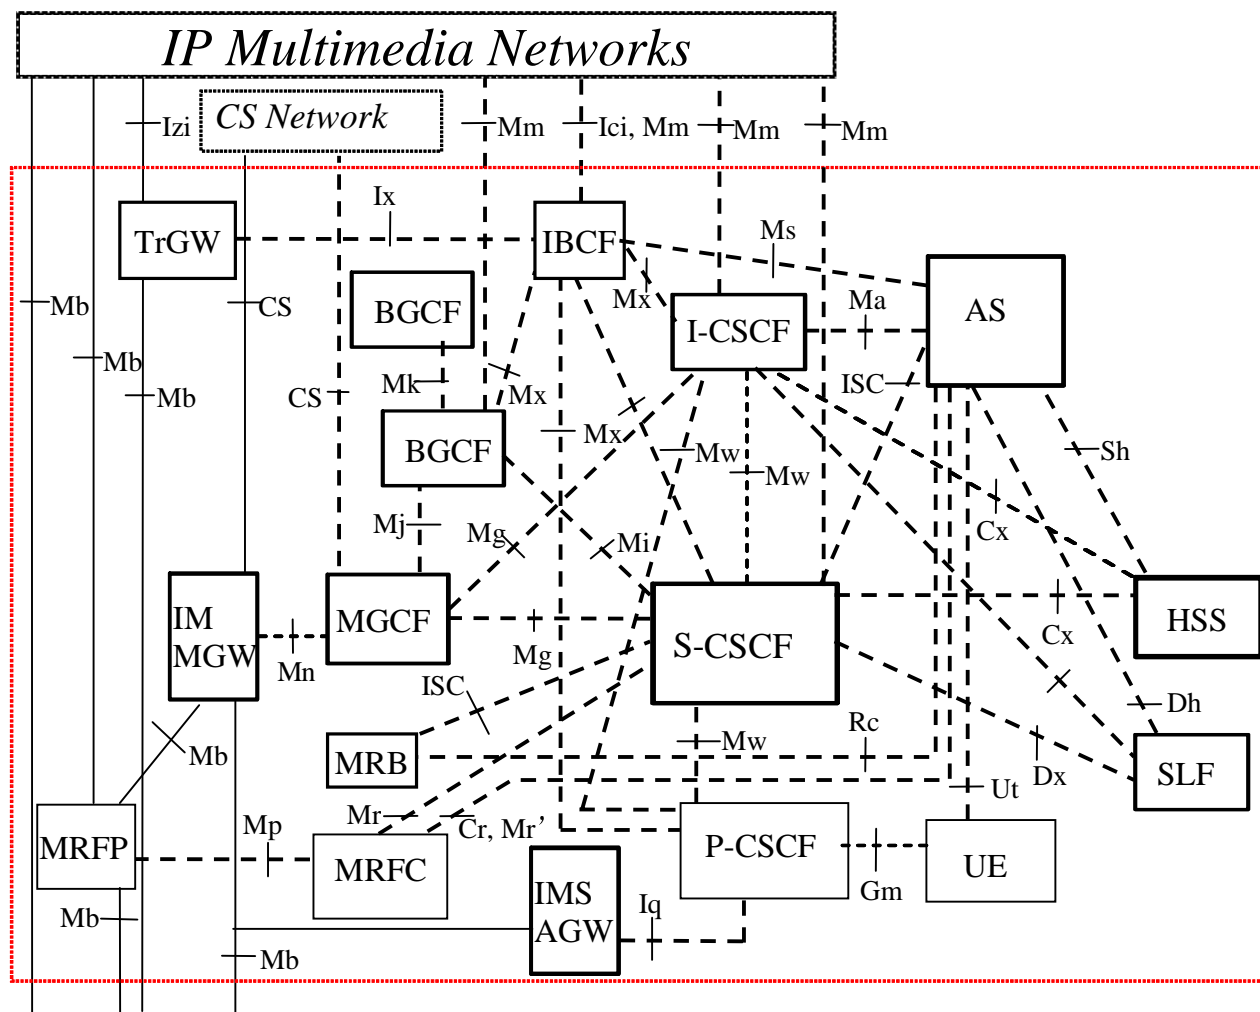 IP Multimedia Networks
Izi
CS Network
Mm
Ici, Mm
Mm
Mm
Ix
TrGW
IBCF
Ms
Mb
CS
BGCF
Mx
I-CSCF
Ma
AS
Mb
Mb
Mk
CS
Mx
ISC
BGCF
Mx
Mw
Mw
Sh
Mj
Mg
Mi
Cx
IM
MGW
Mn
MGCF
Mg
S-CSCF
Cx
HSS
ISC
Mb
MRB
Mw
Rc
Dh
Dx
SLF
Ut
Mr
Cr, Mr’
MRFP
Mp
MRFC
P-CSCF
Gm
UE
IMS
AGW
Iq
Mb
Mb